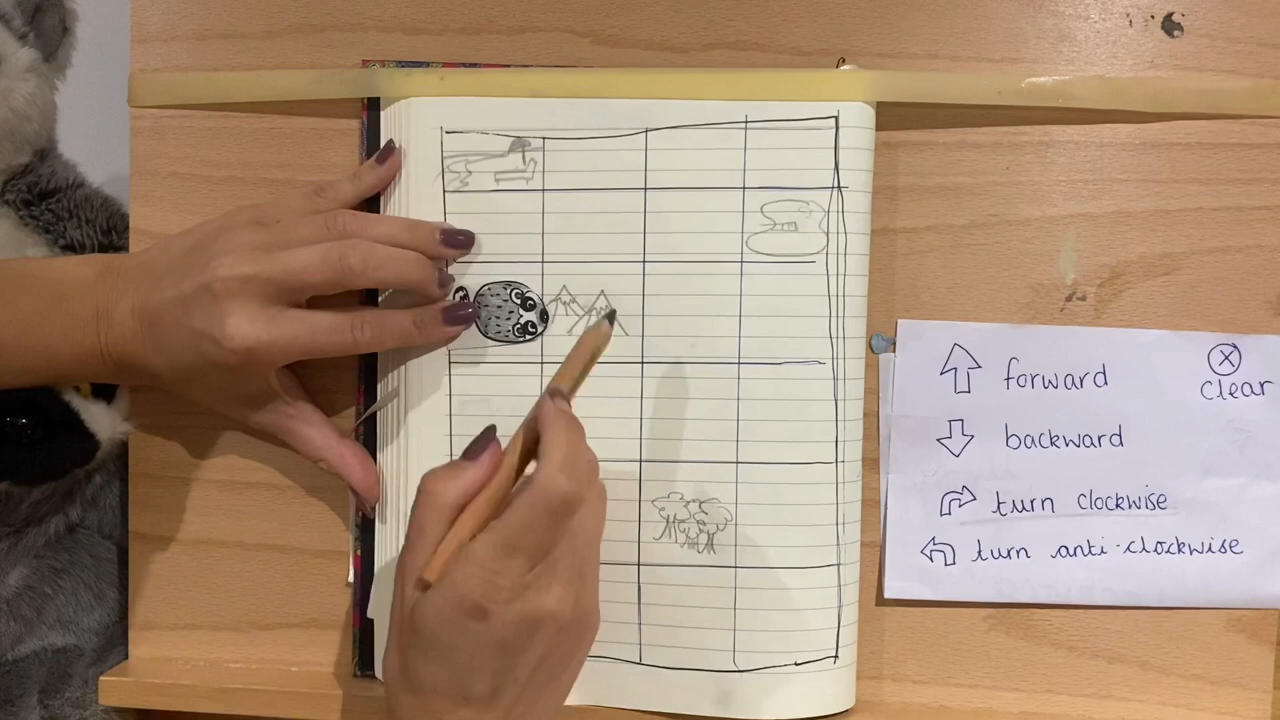 forward
clear
backward
turn clockwise
turn anti-clockwise